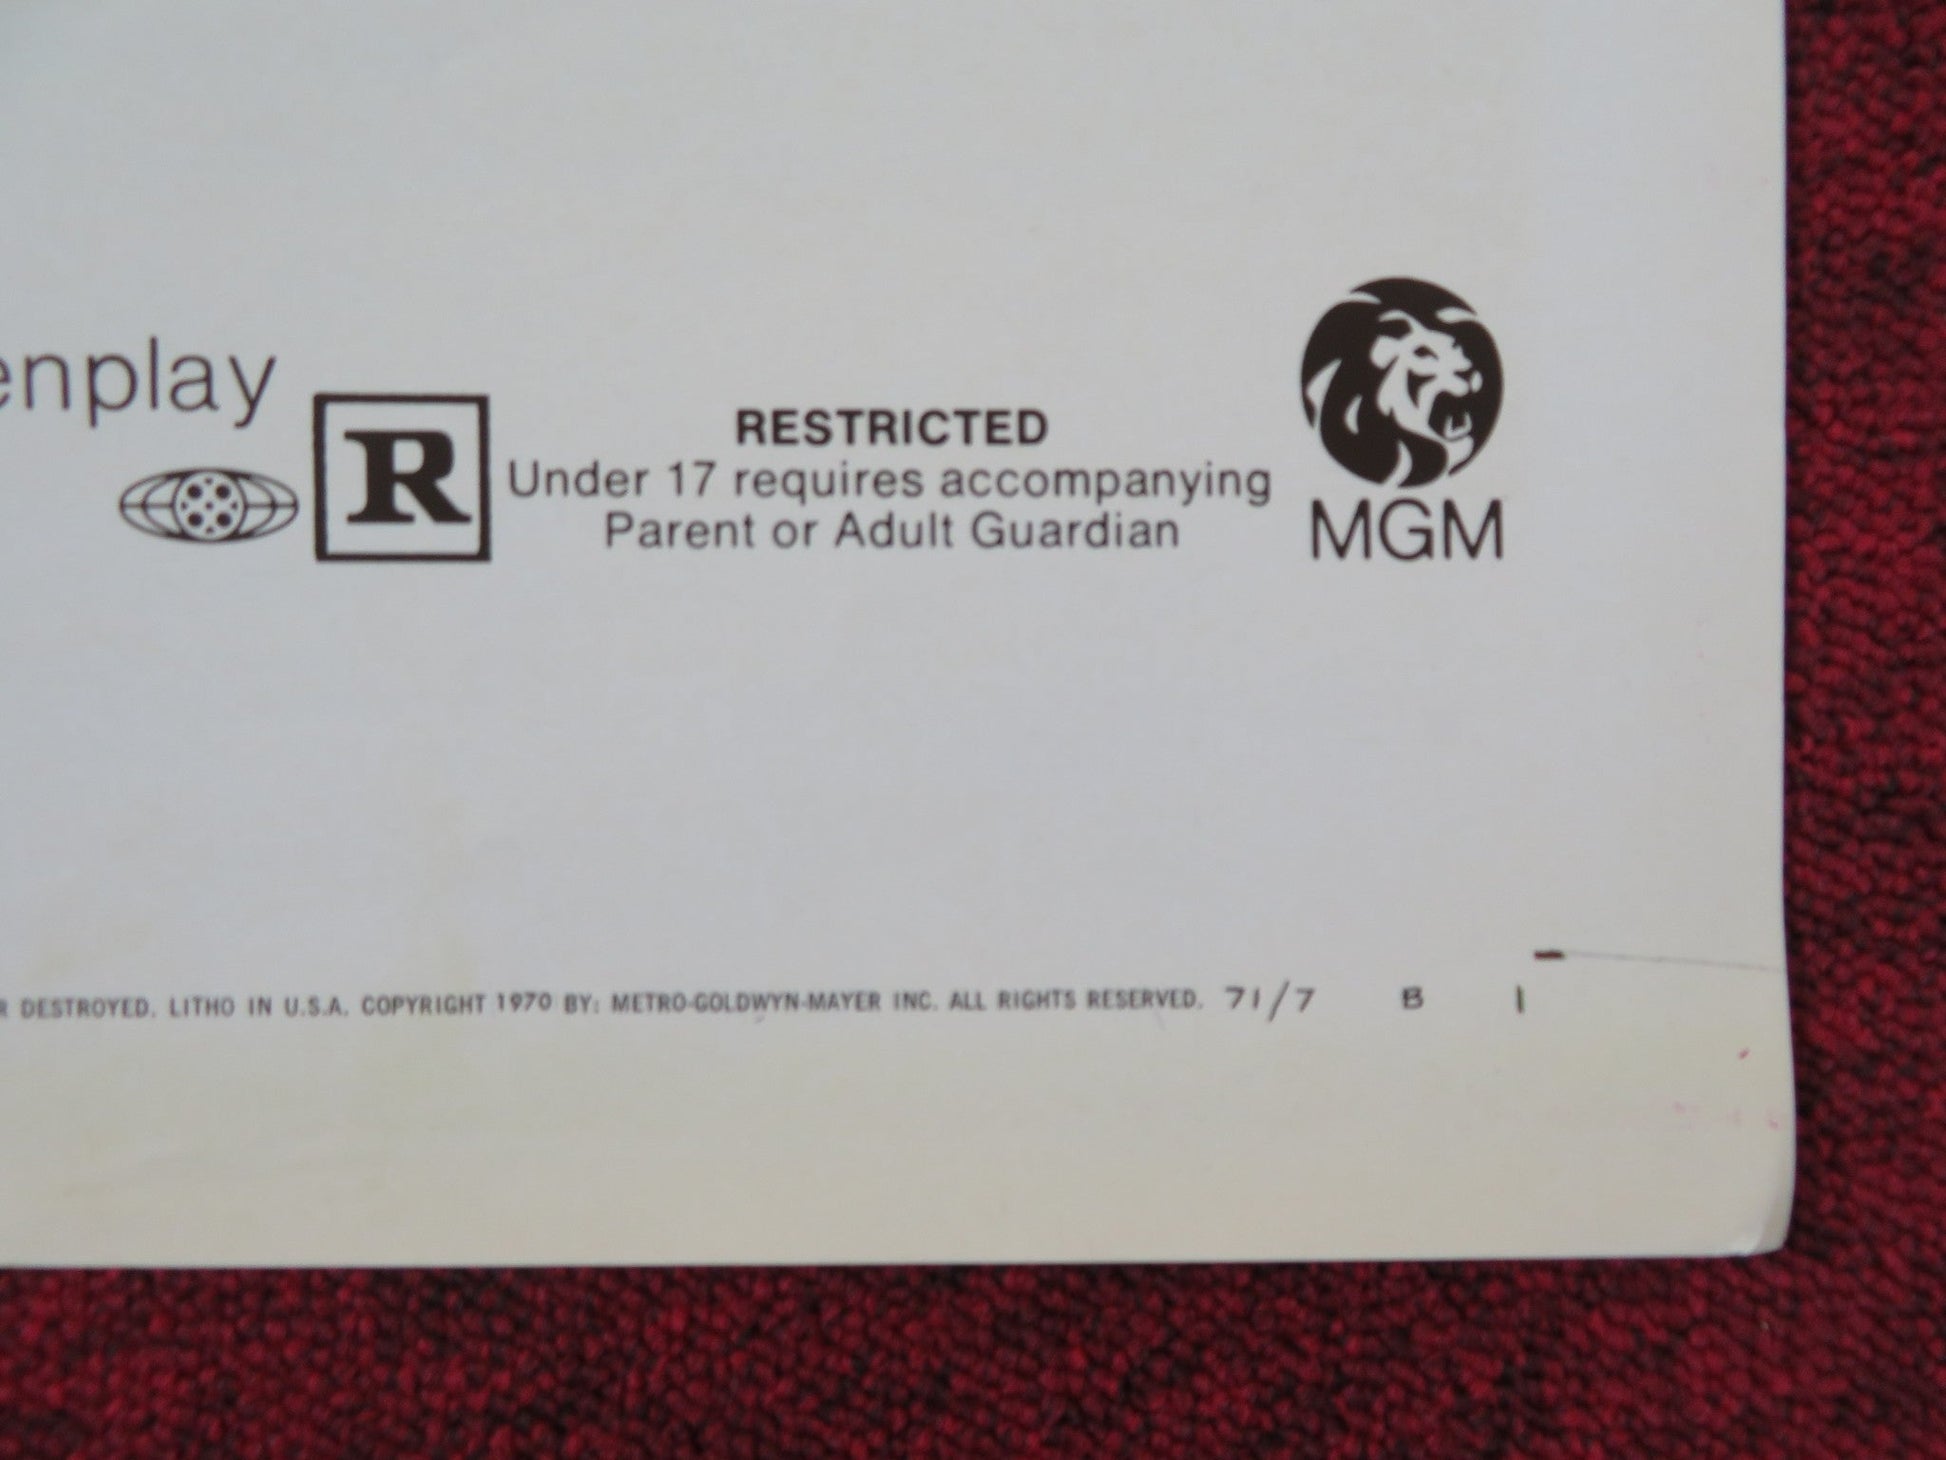 enplay
R
RESTRICTED
Under 17 requires accompanying
Parent or Adult Guardian
MGM
R DESTROYED. LITHO IN U.S.A. COPYRIGHT 1970 BY: METRO-GOLDWYN-MAYER INC. ALL RIGHTS RESERVED. 71/7 B 1